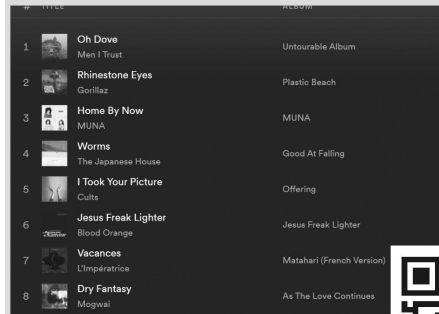 # TITLE ALBUM
1 Oh Dove Untourable Album
Men I Trust
2 Rhinestone Eyes Plastic Beach
Gorillaz
3 Home By Now MUNA
MUNA
4 Worms Good At Falling
The Japanese House
5 I Took Your Picture Offering
Cults
6 Jesus Freak Lighter Jesus Freak Lighter
Blood Orange
7 Vacances Matahari (French Version)
L'Impératrice
8 Dry Fantasy As The Love Continues
Mogwai